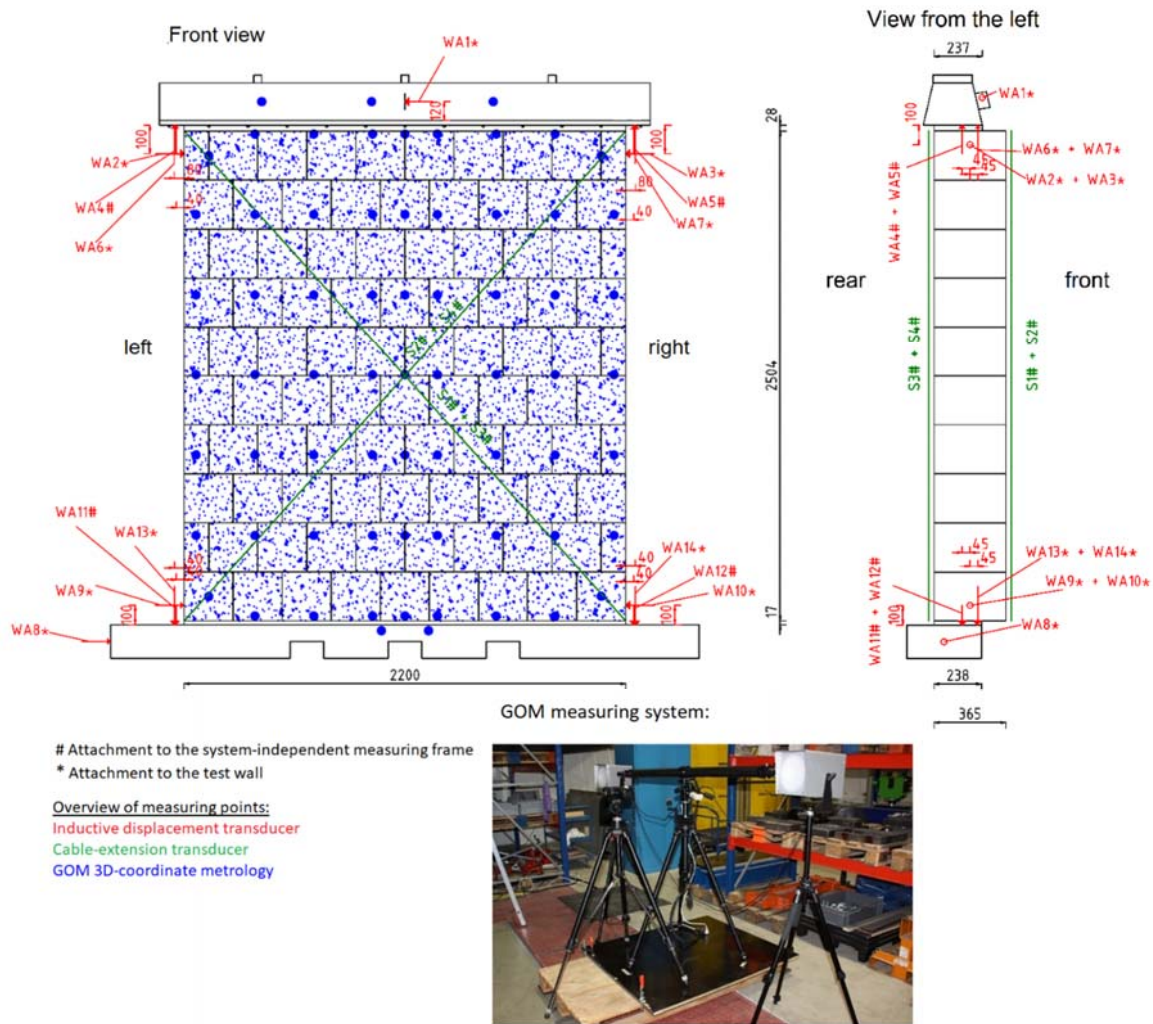 Front view
View from the left
WA1*
237
120
28
100
100
100
WA1*
WA2*
WA3*
WA6* + WA7*
WA4#
80
80
WA5#
45
45
WA2* + WA3*
40
40
WA6*
WA7*
WA4# + WA5#
rear
front
left
right
S2# + S4#
S1# + S3#
2504
S3# + S4#
S1# + S2#
WA11#
WA13*
WA14*
45
WA13* + WA14*
40
40
WA12#
45
40
WA9*
WA10*
WA9* + WA10*
100
100
17
100
WA11# + WA12#
WA8*
WA8*
2200
238
365
GOM measuring system:
# Attachment to the system-independent measuring frame
* Attachment to the test wall
Overview of measuring points:
Inductive displacement transducer
Cable-extension transducer
GOM 3D-coordinate metrology